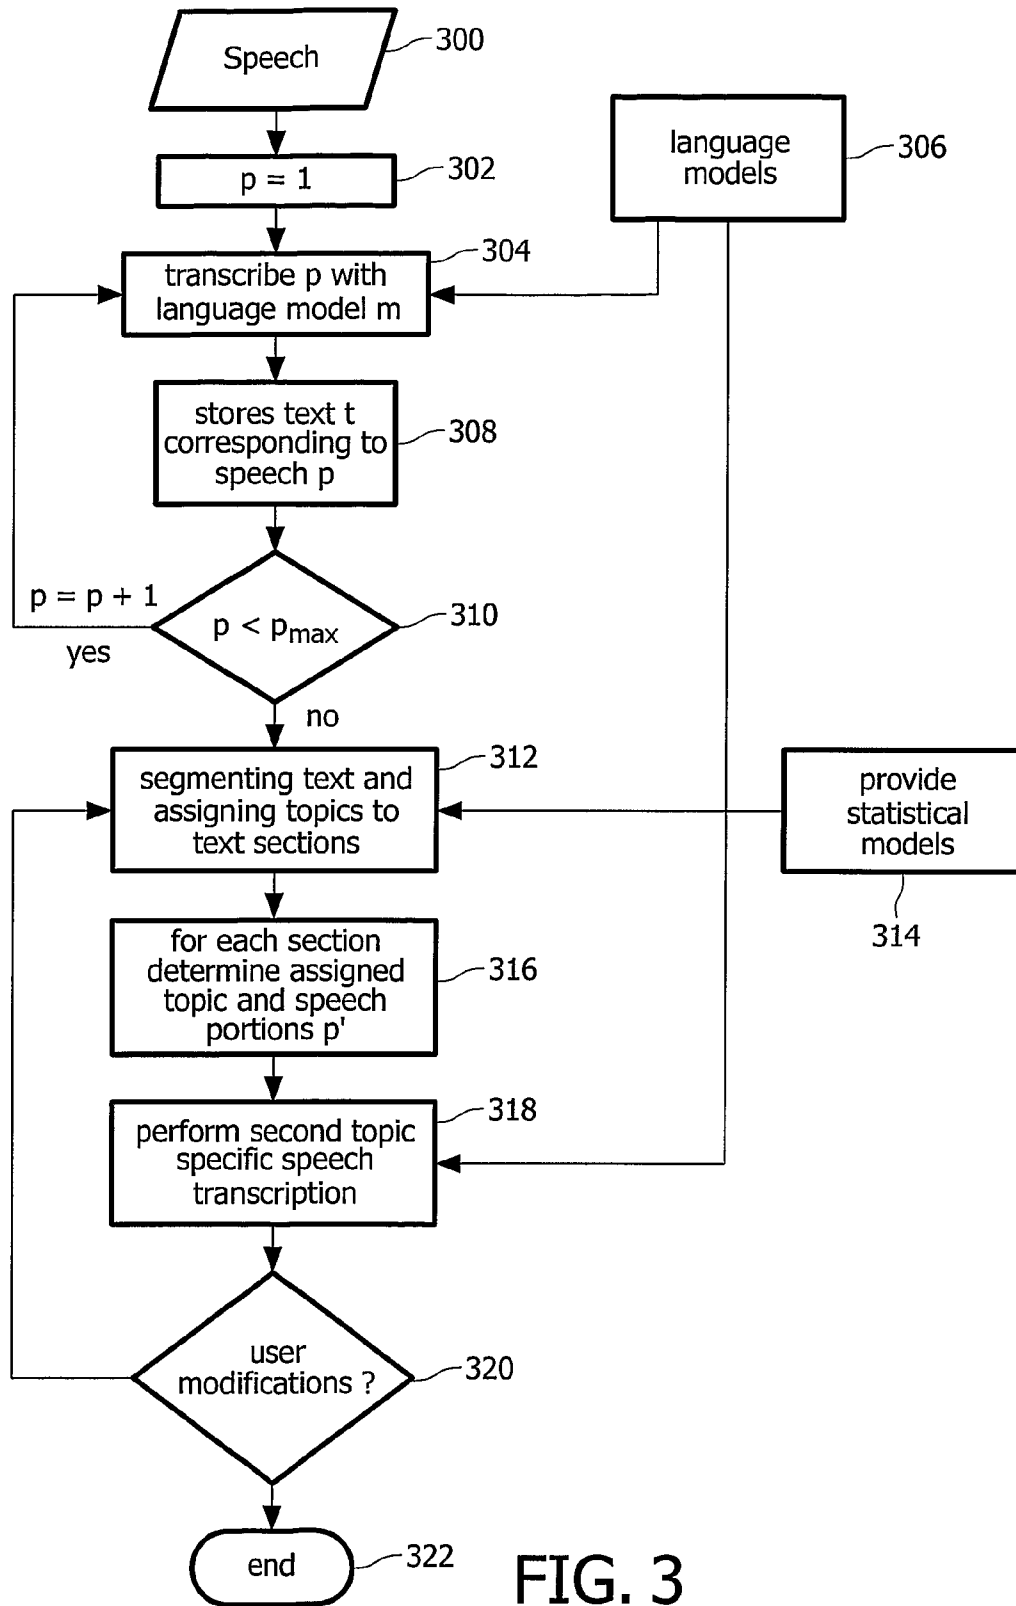 Speech
300
p = 1
302
language
models
306
transcribe p with
language model m
304
stores text t
corresponding to
speech p
308
p = p + 1
yes
p < pmax
310
no
segmenting text and
assigning topics to
text sections
312
provide
statistical
models
314
for each section
determine assigned
topic and speech
portions p'
316
perform second topic
specific speech
transcription
318
user
modifications ?
320
end
322
FIG. 3